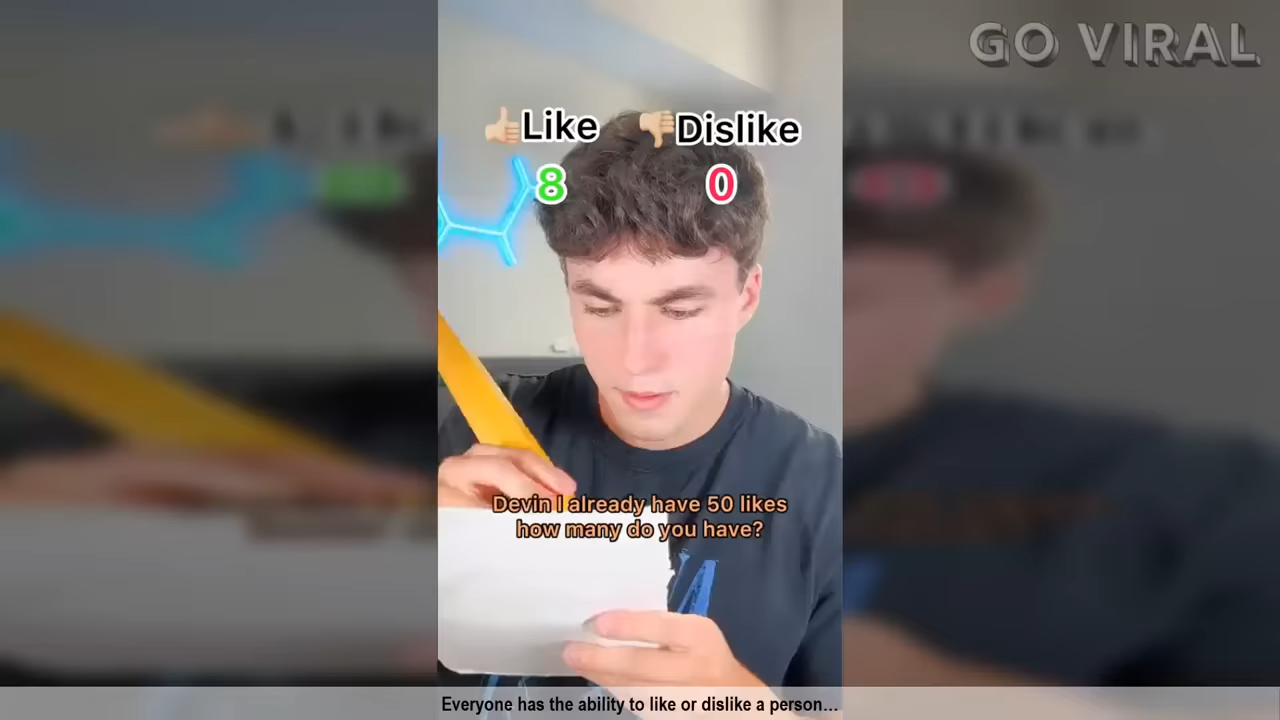 GO VIRAL
👍🏼Like 👎🏼Dislike
8 0
Devin I already have 50 likes
how many do you have?
Everyone has the ability to like or dislike a person…